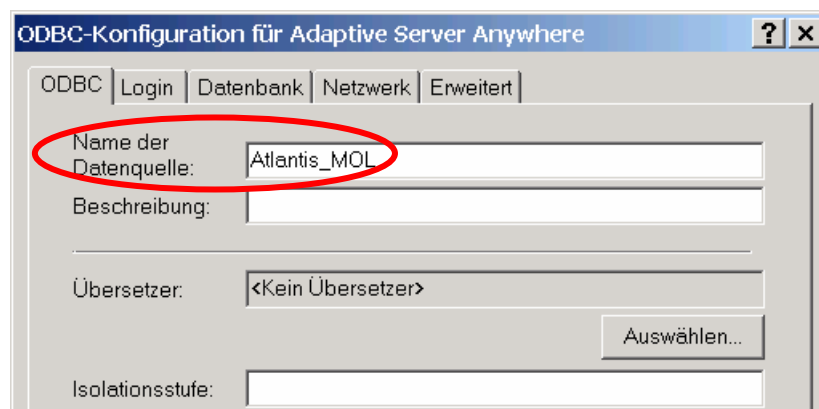 ODBC-Konfiguration für Adaptive Server Anywhere ? ×
ODBC Login Datenbank Netzwerk Erweitert
Name der
Datenquelle: Atlantis_MOL
Beschreibung:
Übersetzer: <Kein Übersetzer>
Auswählen...
Isolationsstufe: